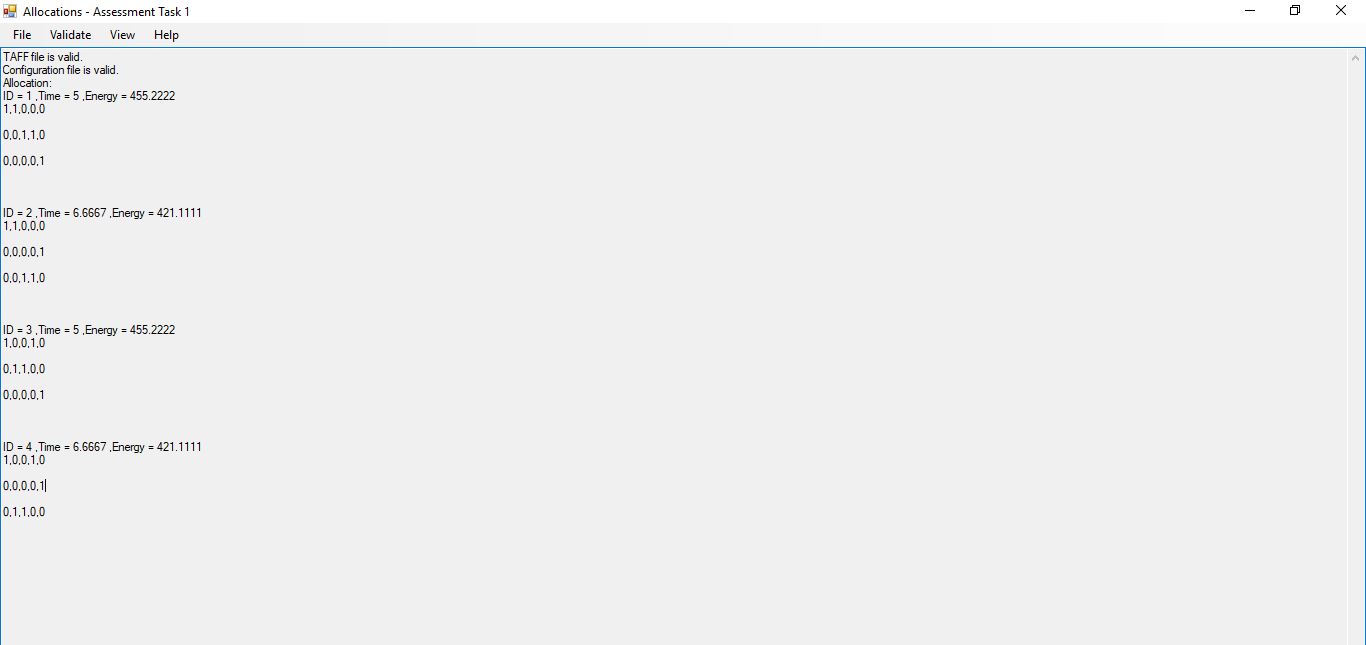 Allocations - Assessment Task 1
File Validate View Help
TAFF file is valid.
Configuration file is valid.
Allocation:
ID = 1 ,Time = 5 ,Energy = 455.2222
1,1,0,0,0
0,0,1,1,0
0,0,0,0,1
ID = 2 ,Time = 6.6667 ,Energy = 421.1111
1,1,0,0,0
0,0,0,0,1
0,0,1,1,0
ID = 3 ,Time = 5 ,Energy = 455.2222
1,0,0,1,0
0,1,1,0,0
0,0,0,0,1
ID = 4 ,Time = 6.6667 ,Energy = 421.1111
1,0,0,1,0
0,0,0,0,1
0,1,1,0,0